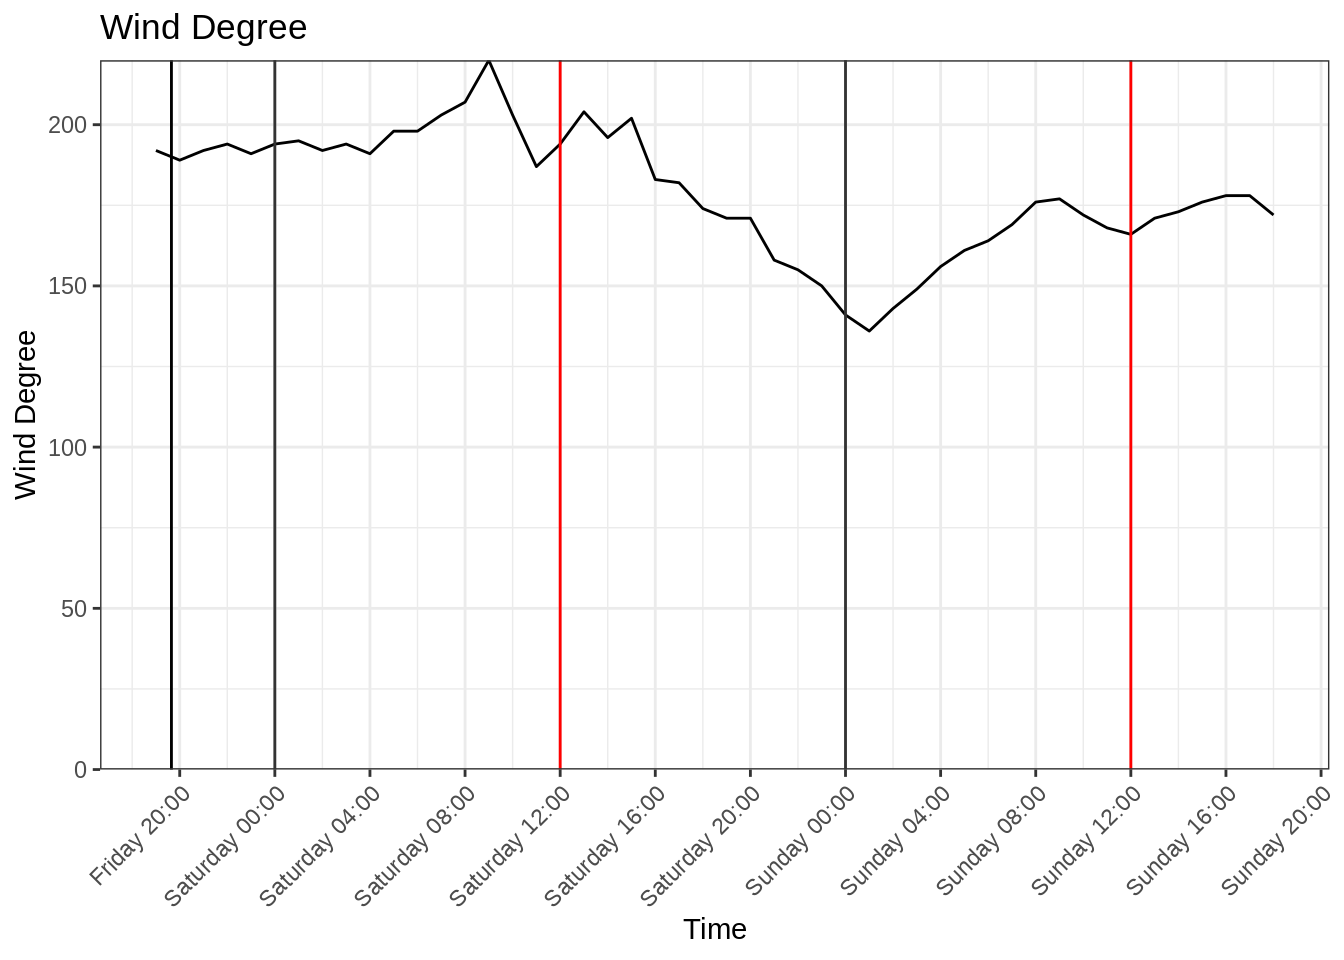 Wind Degree
Wind Degree
200
150
100
50
0
Friday 20:00
Saturday 00:00
Saturday 04:00
Saturday 08:00
Saturday 12:00
Saturday 16:00
Saturday 20:00
Sunday 00:00
Sunday 04:00
Sunday 08:00
Sunday 12:00
Sunday 16:00
Sunday 20:00
Time